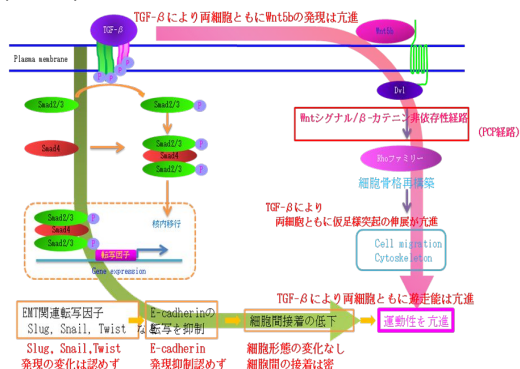 TGF-βにより両細胞ともにWnt5bの発現は亢進
TGF-β
Wnt5b
Plasma membrane
P
P
P
P
Dvl
Smad2/3
Smad2/3
P
Wntシグナル/β-カテニン非依存性経路
(PCP経路)
Smad4
Smad2/3
P
Smad4
Smad2/3
P
Rhoファミリー
細胞骨格再構築
TGF-βにより
両細胞ともに仮足様突起の伸展が亢進
Smad2/3
P
Smad4
Smad2/3
P
核内移行
転写因子
Gene expression
Cell migration
Cytoskeleton
TGF-βにより両細胞ともに遊走能は亢進
EMT関連転写因子
Slug, Snail, Twist な
E-cadherinの
転写を抑制
細胞間接着の低下
運動性を亢進
Slug, Snail,Twist
発現の変化は認めず
E-cadherin
発現抑制認めず
細胞形態の変化なし
細胞間の接着は密